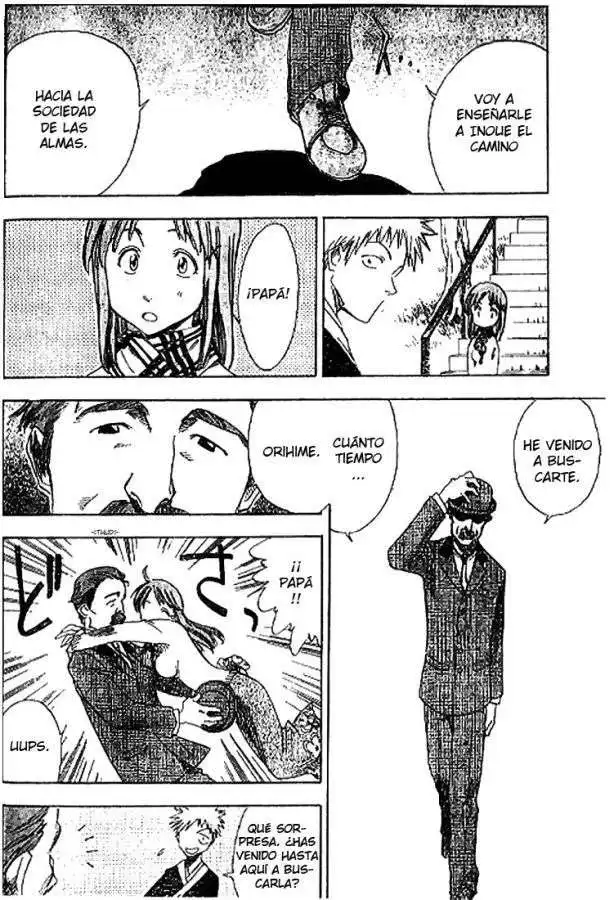 VOY A
ENSEÑARLE
A INOUE EL
CAMINO
HACIA LA
SOCIEDAD
DE LAS
ALMAS.
¡PAPÁ!
HE VENIDO
A BUS-
CARTE.
CUÁNTO
TIEMPO
...
ORIHIME.
¡¡
PAPÁ
!!
UUPS.
QUÉ SOR-
PRESA. ¿HAS
VENIDO HASTA
AQUÍ A BUS-
CARLA?